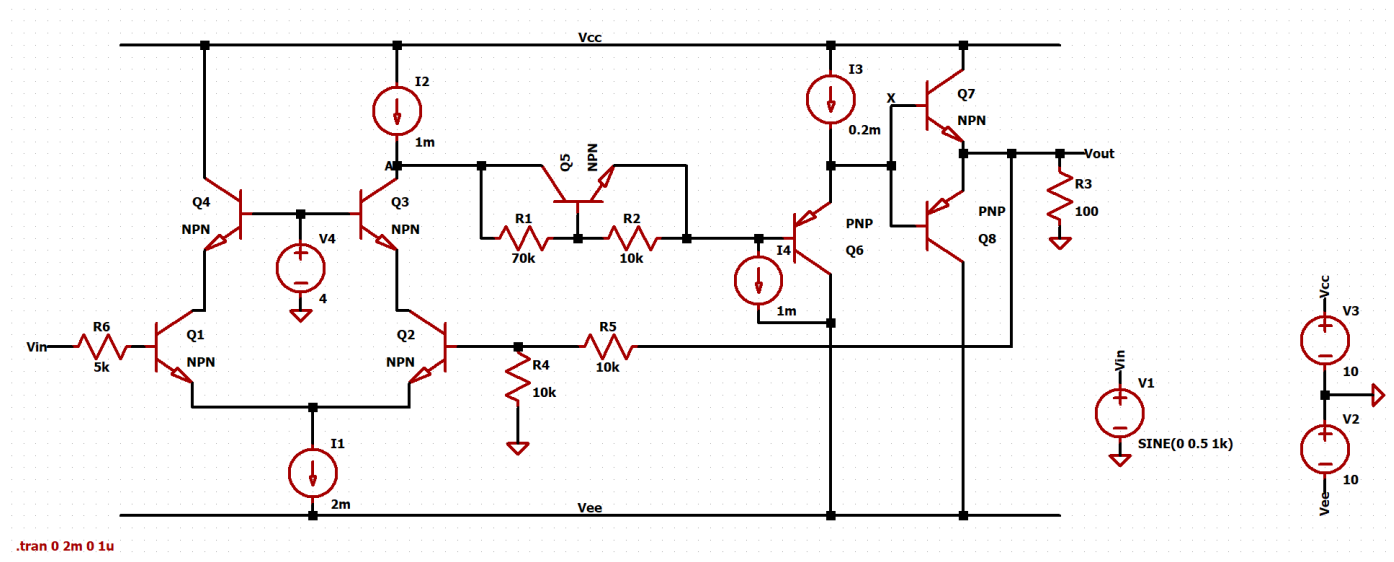 Vcc
I2
1m
I3
0.2m
X
Q7
NPN
A
Q5
NPN
Vout
R3
100
Q4
NPN
Q3
NPN
R1
70k
R2
10k
V4
4
I4
1m
PNP
Q6
PNP
Q8
Vin
R6
5k
Q1
NPN
Q2
NPN
R5
10k
R4
10k
I1
2m
Vee
Vin
V1
SINE(0 0.5 1k)
Vcc
V3
10
V2
10
Vee
.tran 0 2m 0 1u